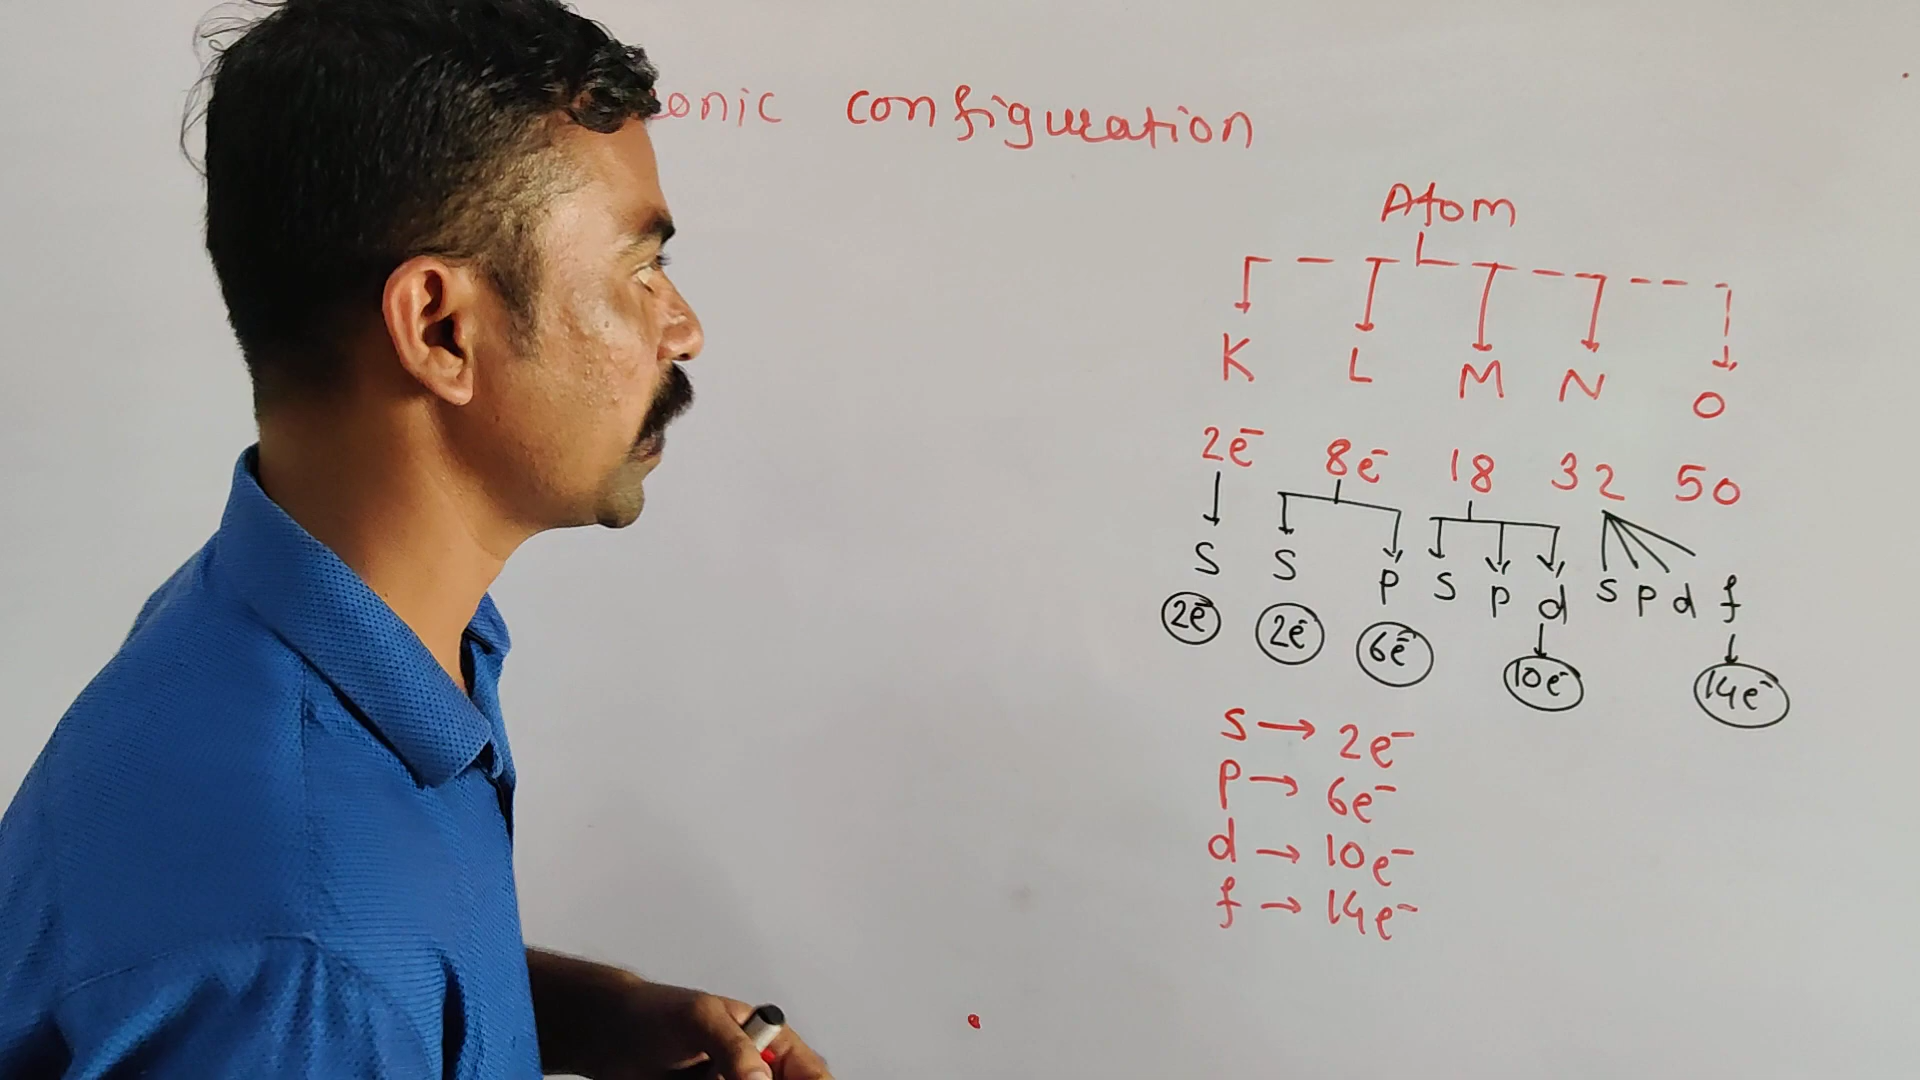 onic configuration
Atom
K L M N O
2e⁻ 8e⁻ 18 32 50
S S P S P d S P d f
2e⁻ 2e⁻ 6e⁻ 10e⁻ 14e⁻
S → 2e⁻
P → 6e⁻
d → 10e⁻
f → 14e⁻